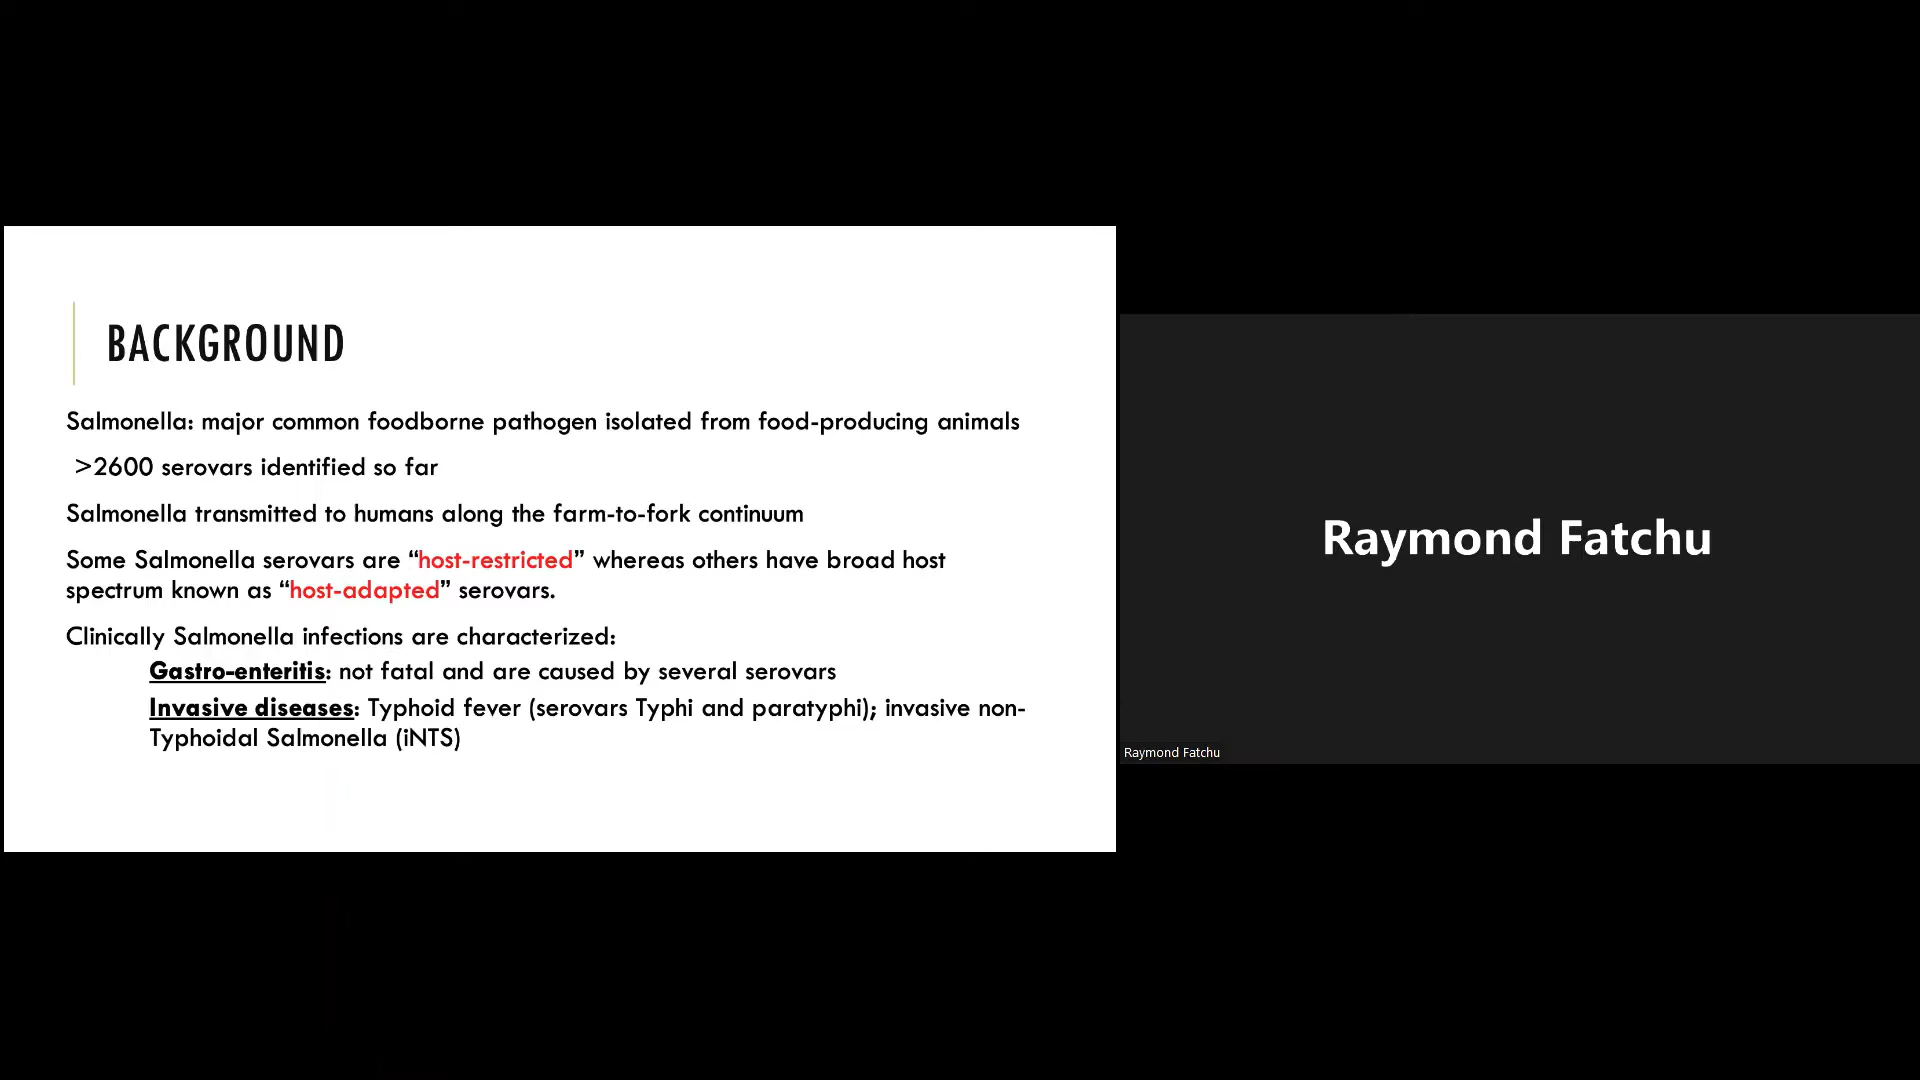 BACKGROUND
Salmonella: major common foodborne pathogen isolated from food-producing animals
>2600 serovars identified so far
Salmonella transmitted to humans along the farm-to-fork continuum
Some Salmonella serovars are “host-restricted” whereas others have broad host
spectrum known as “host-adapted” serovars.
Clinically Salmonella infections are characterized:
Gastro-enteritis: not fatal and are caused by several serovars
Invasive diseases: Typhoid fever (serovars Typhi and paratyphi); invasive non-
Typhoidal Salmonella (iNTS)
Raymond Fatchu
Raymond Fatchu